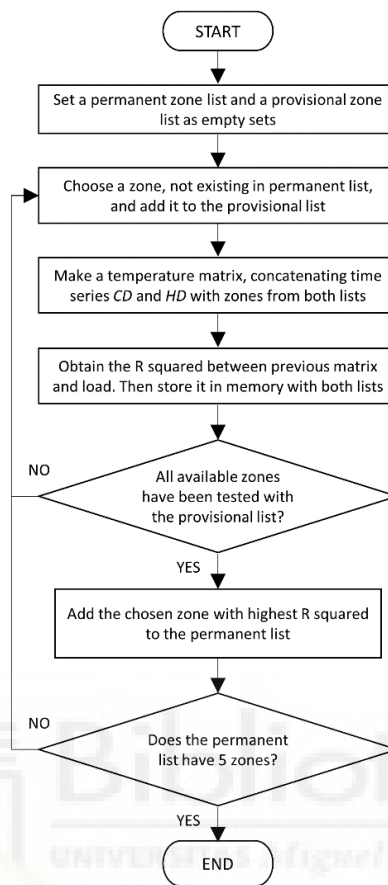 START
Set a permanent zone list and a provisional zone
list as empty sets
Choose a zone, not existing in permanent list,
and add it to the provisional list
Make a temperature matrix, concatenating time
series CD and HD with zones from both lists
Obtain the R squared between previous matrix
and load. Then store it in memory with both lists
NO
All available zones
have been tested with
the provisional list?
YES
Add the chosen zone with highest R squared
to the permanent list
NO
Does the permanent
list have 5 zones?
YES
END
Biblio
UNIVERSITAS Miguel